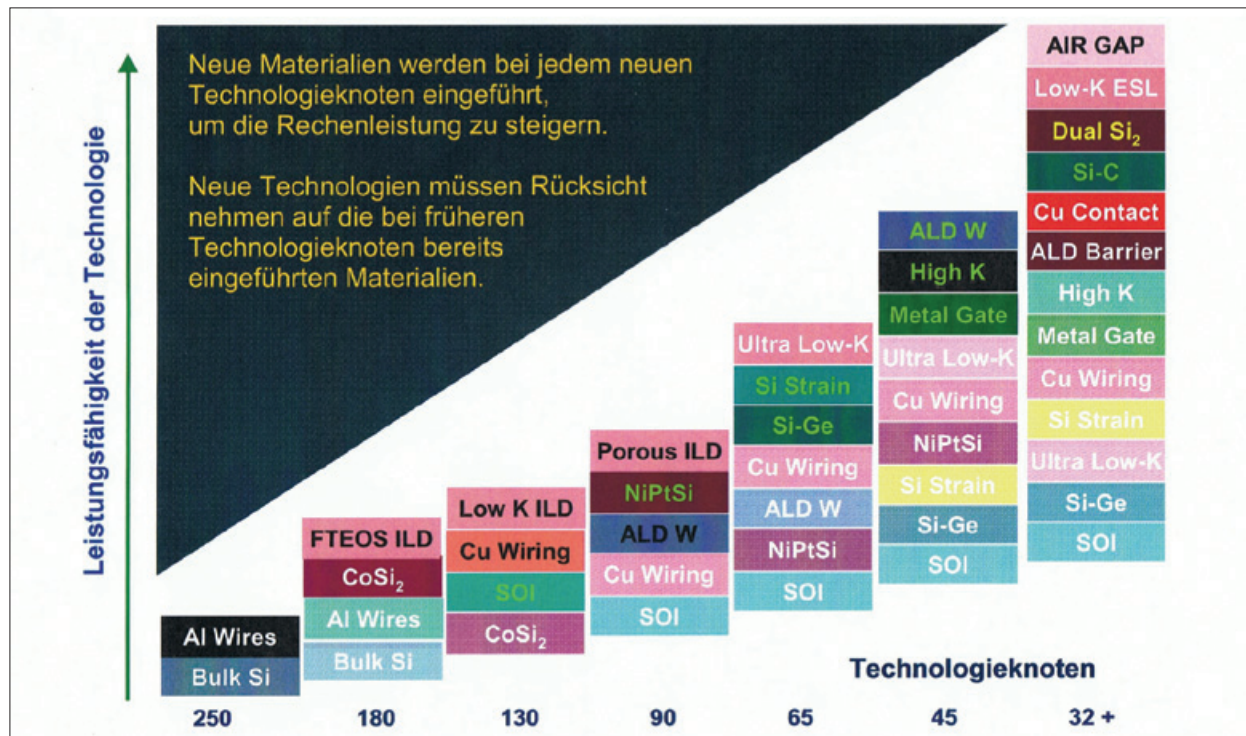 Leistungsfähigkeit der Technologie
Neue Materialien werden bei jedem neuen
Technologieknoten eingeführt,
um die Rechenleistung zu steigern.
Neue Technologien müssen Rücksicht
nehmen auf die bei früheren
Technologieknoten bereits
eingeführten Materialien.
Al Wires
Bulk Si
250
FTEOS ILD
CoSi₂
Al Wires
Bulk Si
180
Low K ILD
Cu Wiring
SOI
CoSi₂
130
Porous ILD
NiPtSi
ALD W
Cu Wiring
SOI
90
Ultra Low-K
Si Strain
Si-Ge
Cu Wiring
ALD W
NiPtSi
SOI
65
ALD W
High K
Metal Gate
Ultra Low-K
Cu Wiring
NiPtSi
Si Strain
Si-Ge
SOI
45
AIR GAP
Low-K ESL
Dual Si₂
Si-C
Cu Contact
ALD Barrier
High K
Metal Gate
Cu Wiring
Si Strain
Ultra Low-K
Si-Ge
SOI
32 +
Technologieknoten